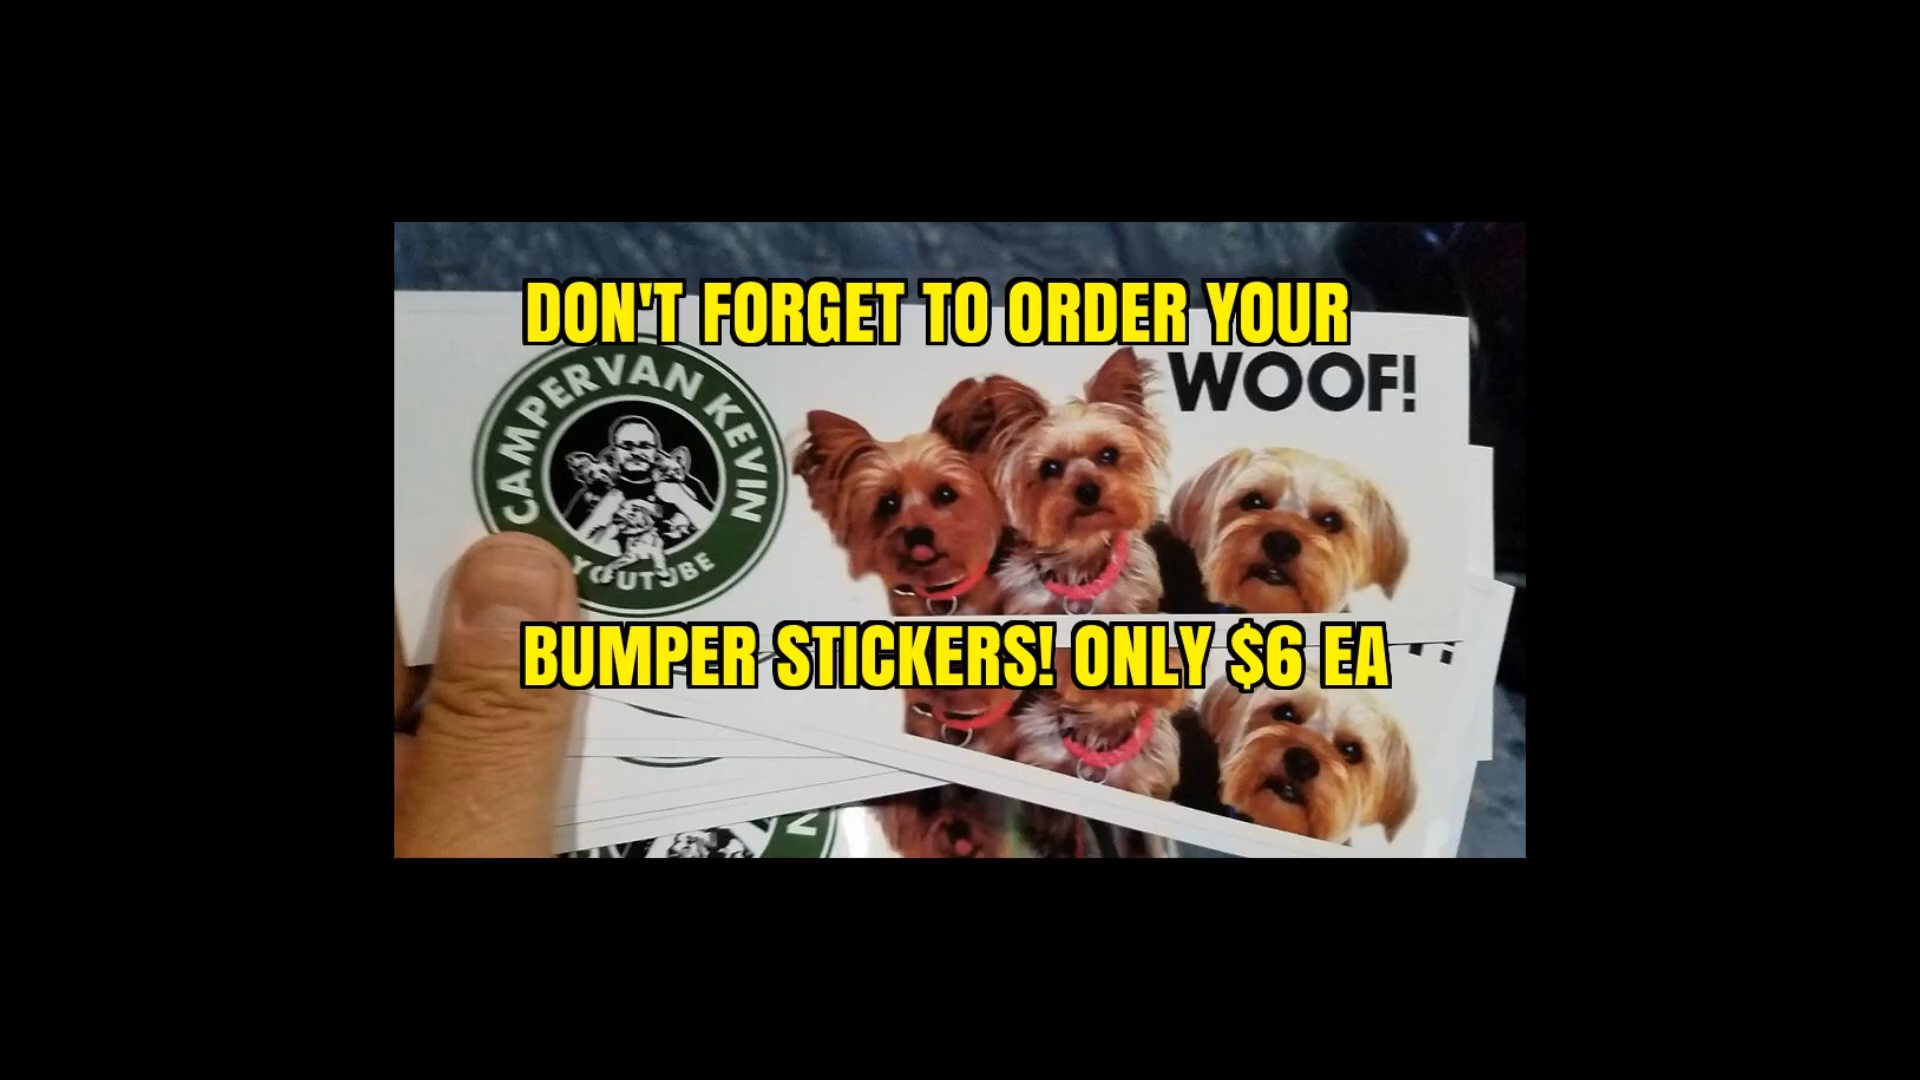 DON'T FORGET TO ORDER YOUR
CAMPERVAN KEVIN
WOOF!
YOUTUBE
BUMPER STICKERS! ONLY $6 EA
N